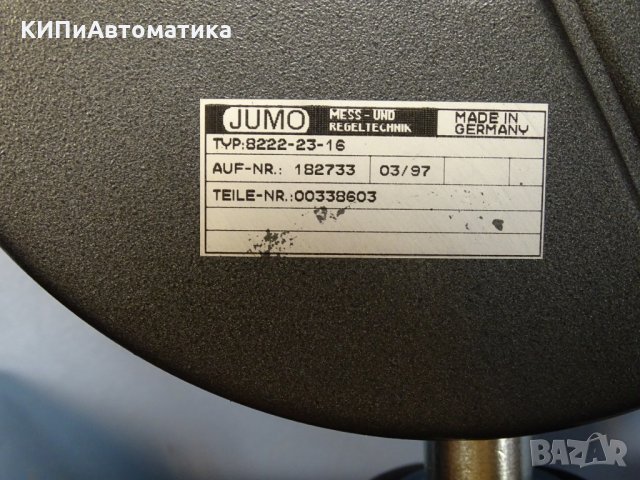 КИПиАвтоматика
JUMO MESS-UND REGELTECHNIK MADE IN GERMANY
TYP:8222-23-16
AUF-NR.: 182733 03/97
TEILE-NR.:00338603
BAZAR